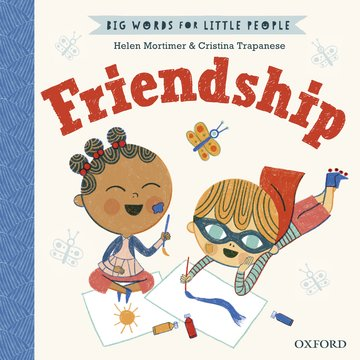 BIG WORDS FOR LITTLE PEOPLE
Helen Mortimer & Cristina Trapanese
Friendship
OXFORD